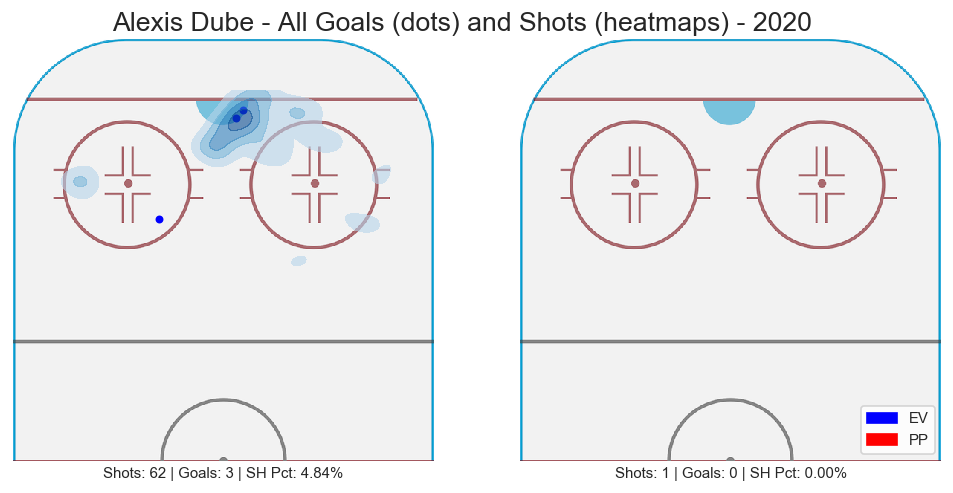 Alexis Dube - All Goals (dots) and Shots (heatmaps) - 2020
EV
PP
Shots: 62 | Goals: 3 | SH Pct: 4.84%
Shots: 1 | Goals: 0 | SH Pct: 0.00%